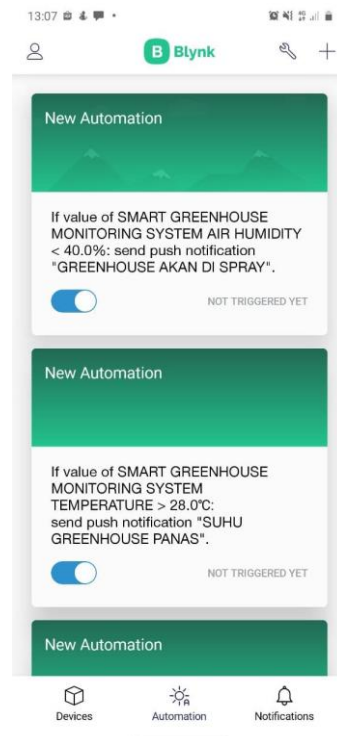 13:07
B Blynk
New Automation
If value of SMART GREENHOUSE
MONITORING SYSTEM AIR HUMIDITY
< 40.0%: send push notification
"GREENHOUSE AKAN DI SPRAY".
NOT TRIGGERED YET
New Automation
If value of SMART GREENHOUSE
MONITORING SYSTEM
TEMPERATURE > 28.0°C:
send push notification "SUHU
GREENHOUSE PANAS".
NOT TRIGGERED YET
New Automation
Devices
Automation
Notifications